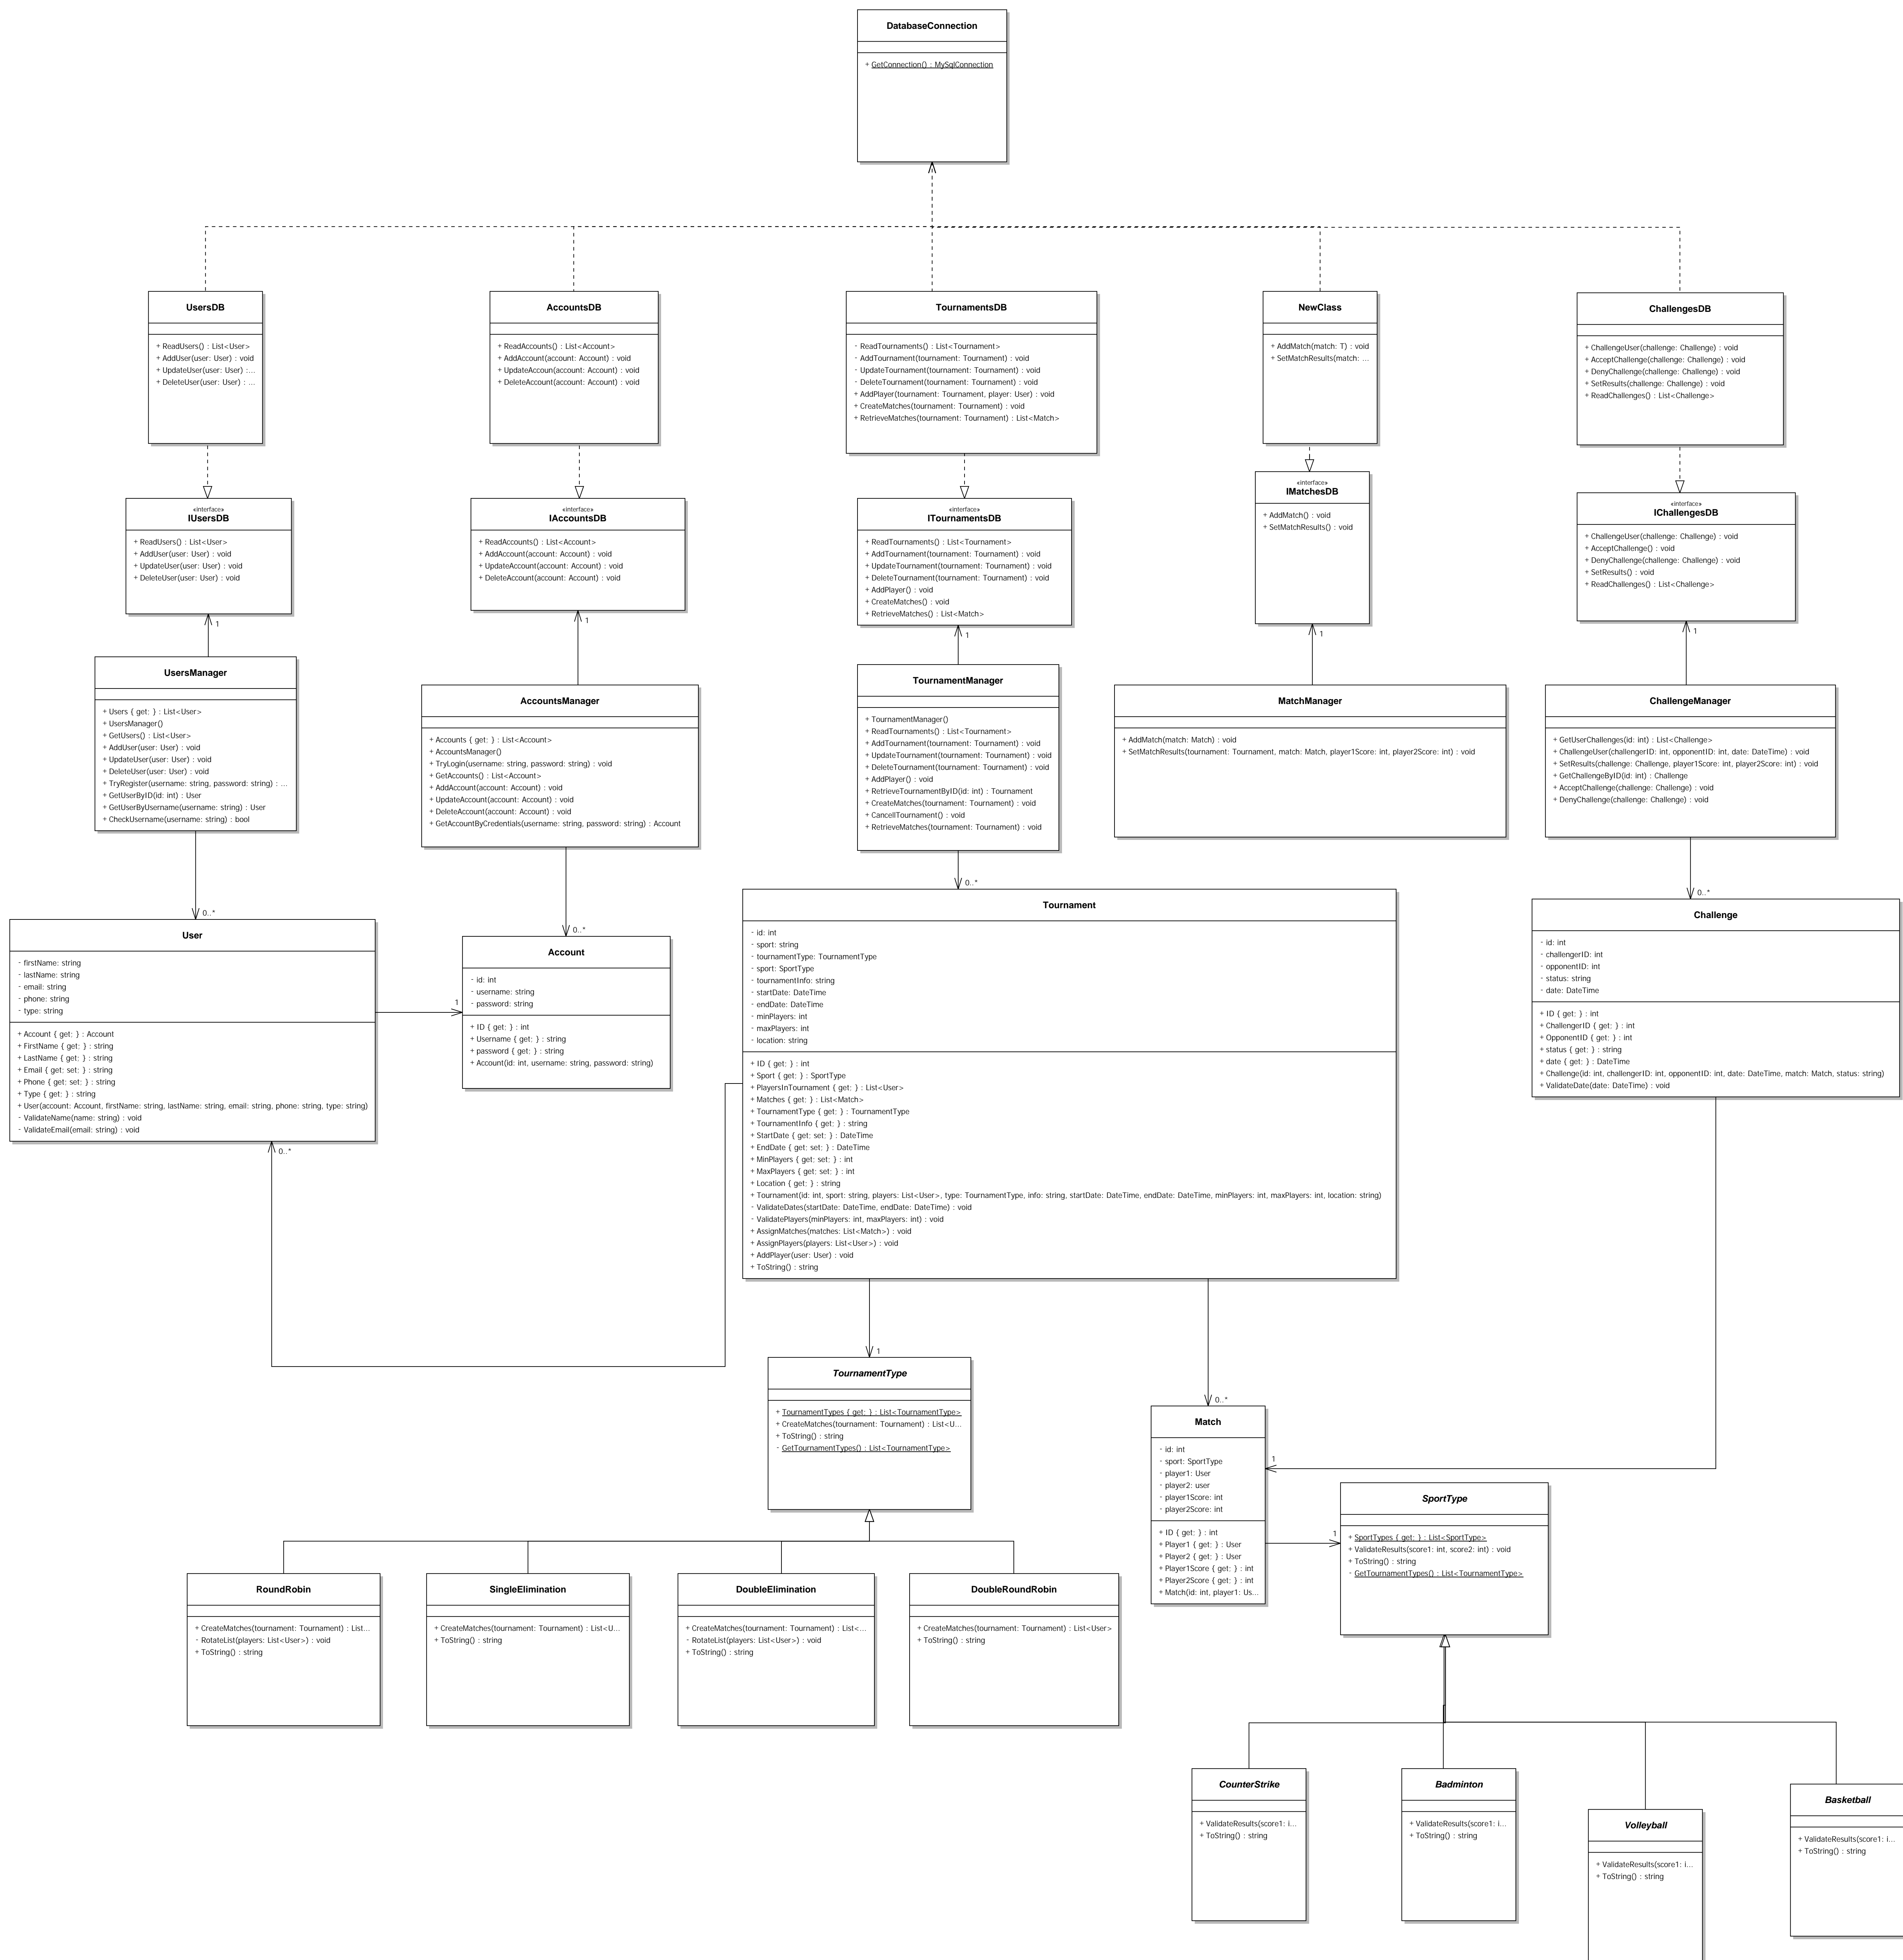 DatabaseConnection
+ GetConnection() : MySqlConnection
UsersDB
+ ReadUsers() : List<User>
+ AddUser(user: User) : void
+ UpdateUser(user: User) :...
+ DeleteUser(user: User) : ...
AccountsDB
+ ReadAccounts() : List<Account>
+ AddAccount(account: Account) : void
+ UpdateAccoun(account: Account) : void
+ DeleteAccount(account: Account) : void
TournamentsDB
- ReadTournaments() : List<Tournament>
- AddTournament(tournament: Tournament) : void
- UpdateTournament(tournament: Tournament) : void
- DeleteTournament(tournament: Tournament) : void
+ AddPlayer(tournament: Tournament, player: User) : void
+ CreateMatches(tournament: Tournament) : void
+ RetrieveMatches(tournament: Tournament) : List<Match>
NewClass
+ AddMatch(match: T) : void
+ SetMatchResults(match: ...
ChallengesDB
+ ChallengeUser(challenge: Challenge) : void
+ AcceptChallenge(challenge: Challenge) : void
+ DenyChallenge(challenge: Challenge) : void
+ SetResults(challenge: Challenge) : void
+ ReadChallenges() : List<Challenge>
«interface»
IUsersDB
+ ReadUsers() : List<User>
+ AddUser(user: User) : void
+ UpdateUser(user: User) : void
+ DeleteUser(user: User) : void
1
«interface»
IAccountsDB
+ ReadAccounts() : List<Account>
+ AddAccount(account: Account) : void
+ UpdateAccount(account: Account) : void
+ DeleteAccount(account: Account) : void
1
«interface»
ITournamentsDB
+ ReadTournaments() : List<Tournament>
+ AddTournament(tournament: Tournament) : void
+ UpdateTournament(tournament: Tournament) : void
+ DeleteTournament(tournament: Tournament) : void
+ AddPlayer() : void
+ CreateMatches() : void
+ RetrieveMatches() : List<Match>
1
«interface»
IMatchesDB
+ AddMatch() : void
+ SetMatchResults() : void
1
«interface»
IChallengesDB
+ ChallengeUser(challenge: Challenge) : void
+ AcceptChallenge() : void
+ DenyChallenge(challenge: Challenge) : void
+ SetResults() : void
+ ReadChallenges() : List<Challenge>
1
UsersManager
+ Users { get; } : List<User>
+ UsersManager()
+ GetUsers() : List<User>
+ AddUser(user: User) : void
+ UpdateUser(user: User) : void
+ DeleteUser(user: User) : void
+ TryRegister(username: string, password: string) : ...
+ GetUserByID(id: int) : User
+ GetUserByUsername(username: string) : User
+ CheckUsername(username: string) : bool
0..*
AccountsManager
+ Accounts { get; } : List<Account>
+ AccountsManager()
+ TryLogin(username: string, password: string) : void
+ GetAccounts() : List<Account>
+ AddAccount(account: Account) : void
+ UpdateAccount(account: Account) : void
+ DeleteAccount(account: Account) : void
+ GetAccountByCredentials(username: string, password: string) : Account
0..*
TournamentManager
+ TournamentManager()
+ ReadTournaments() : List<Tournament>
+ AddTournament(tournament: Tournament) : void
+ UpdateTournament(tournament: Tournament) : void
+ DeleteTournament(tournament: Tournament) : void
+ AddPlayer() : void
+ RetrieveTournamentByID(id: int) : Tournament
+ CreateMatches(tournament: Tournament) : void
+ CancellTournament() : void
+ RetrieveMatches(tournament: Tournament) : void
0..*
MatchManager
+ AddMatch(match: Match) : void
+ SetMatchResults(tournament: Tournament, match: Match, player1Score: int, player2Score: int) : void
ChallengeManager
+ GetUserChallenges(id: int) : List<Challenge>
+ ChallengeUser(challengerID: int, opponentID: int, date: DateTime) : void
+ SetResults(challenge: Challenge, player1Score: int, player2Score: int) : void
+ GetChallengeByID(id: int) : Challenge
+ AcceptChallenge(challenge: Challenge) : void
+ DenyChallenge(challenge: Challenge) : void
0..*
User
- firstName: string
- lastName: string
- email: string
- phone: string
- type: string
+ Account { get; } : Account
+ FirstName { get; } : string
+ LastName { get; } : string
+ Email { get; set; } : string
+ Phone { get; set; } : string
+ Type { get; } : string
+ User(account: Account, firstName: string, lastName: string, email: string, phone: string, type: string)
- ValidateName(name: string) : void
- ValidateEmail(email: string) : void
0..*
1
Account
- id: int
- username: string
- password: string
+ ID { get; } : int
+ Username { get; } : string
+ password { get; } : string
+ Account(id: int, username: string, password: string)
Tournament
- id: int
- sport: string
- tournamentType: TournamentType
- sport: SportType
- tournamentInfo: string
- startDate: DateTime
- endDate: DateTime
- minPlayers: int
- maxPlayers: int
- location: string
+ ID { get; } : int
+ Sport { get; } : SportType
+ PlayersInTournament { get; } : List<User>
+ Matches { get; } : List<Match>
+ TournamentType { get; } : TournamentType
+ TournamentInfo { get; } : string
+ StartDate { get; set; } : DateTime
+ EndDate { get; set; } : DateTime
+ MinPlayers { get; set; } : int
+ MaxPlayers { get; set; } : int
+ Location { get; } : string
+ Tournament(id: int, sport: string, players: List<User>, type: TournamentType, info: string, startDate: DateTime, endDate: DateTime, minPlayers: int, maxPlayers: int, location: string)
- ValidateDates(startDate: DateTime, endDate: DateTime) : void
- ValidatePlayers(minPlayers: int, maxPlayers: int) : void
+ AssignMatches(matches: List<Match>) : void
+ AssignPlayers(players: List<User>) : void
+ AddPlayer(user: User) : void
+ ToString() : string
Challenge
- id: int
- challengerID: int
- opponentID: int
- status: string
- date: DateTime
+ ID { get; } : int
+ ChallengerID { get; } : int
+ OpponentID { get; } : int
+ status { get; } : string
+ date { get; } : DateTime
+ Challenge(id: int, challengerID: int, opponentID: int, date: DateTime, match: Match, status: string)
+ ValidateDate(date: DateTime) : void
1
TournamentType
+ TournamentTypes { get; } : List<TournamentType>
+ CreateMatches(tournament: Tournament) : List<U...
+ ToString() : string
- GetTournamentTypes() : List<TournamentType>
0..*
Match
- id: int
- sport: SportType
- player1: User
- player2: user
- player1Score: int
- player2Score: int
+ ID { get; } : int
+ Player1 { get; } : User
+ Player2 { get; } : User
+ Player1Score { get; } : int
+ Player2Score { get; } : int
+ Match(id: int, player1: Us...
1
1
SportType
+ SportTypes { get; } : List<SportType>
+ ValidateResults(score1: int, score2: int) : void
+ ToString() : string
- GetTournamentTypes() : List<TournamentType>
RoundRobin
+ CreateMatches(tournament: Tournament) : List...
- RotateList(players: List<User>) : void
+ ToString() : string
SingleElimination
+ CreateMatches(tournament: Tournament) : List<U...
+ ToString() : string
DoubleElimination
+ CreateMatches(tournament: Tournament) : List<...
- RotateList(players: List<User>) : void
+ ToString() : string
DoubleRoundRobin
+ CreateMatches(tournament: Tournament) : List<User>
+ ToString() : string
CounterStrike
+ ValidateResults(score1: i...
+ ToString() : string
Badminton
+ ValidateResults(score1: i...
+ ToString() : string
Volleyball
+ ValidateResults(score1: i...
+ ToString() : string
Basketball
+ ValidateResults(score1: i...
+ ToString() : string